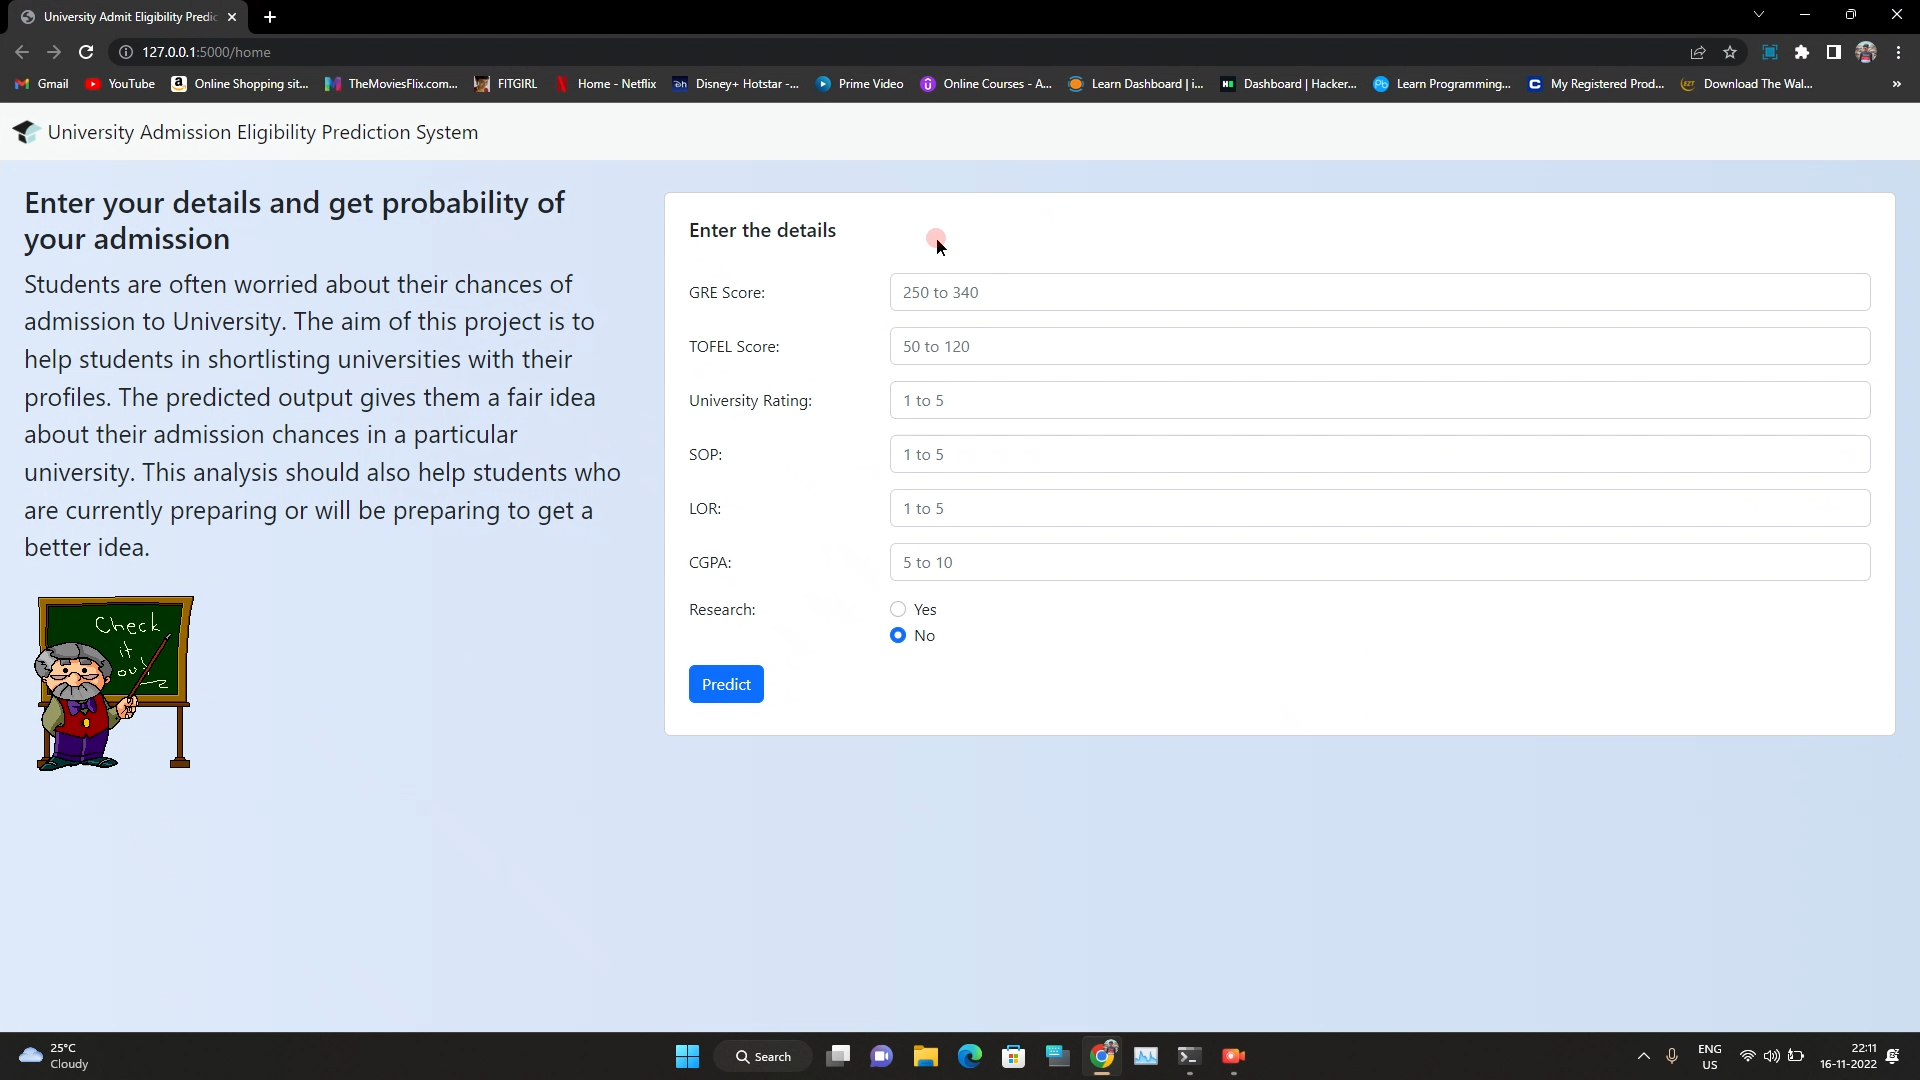 University Admit Eligibility Predic
127.0.0.1:5000/home
Gmail
YouTube
Online Shopping sit...
TheMoviesFlix.com...
FITGIRL
Home - Netflix
Disney+ Hotstar -...
Prime Video
Online Courses - A...
Learn Dashboard | i...
Dashboard | Hacker...
Learn Programming...
My Registered Prod...
Download The Wal...
»
University Admission Eligibility Prediction System
Enter your details and get probability of
your admission
Students are often worried about their chances of
admission to University. The aim of this project is to
help students in shortlisting universities with their
profiles. The predicted output gives them a fair idea
about their admission chances in a particular
university. This analysis should also help students who
are currently preparing or will be preparing to get a
better idea.
Check
it
out
Enter the details
GRE Score:
250 to 340
TOFEL Score:
50 to 120
University Rating:
1 to 5
SOP:
1 to 5
LOR:
1 to 5
CGPA:
5 to 10
Research:
Yes
No
Predict
25°C
Cloudy
Search
ENG
US
22:11
16-11-2022